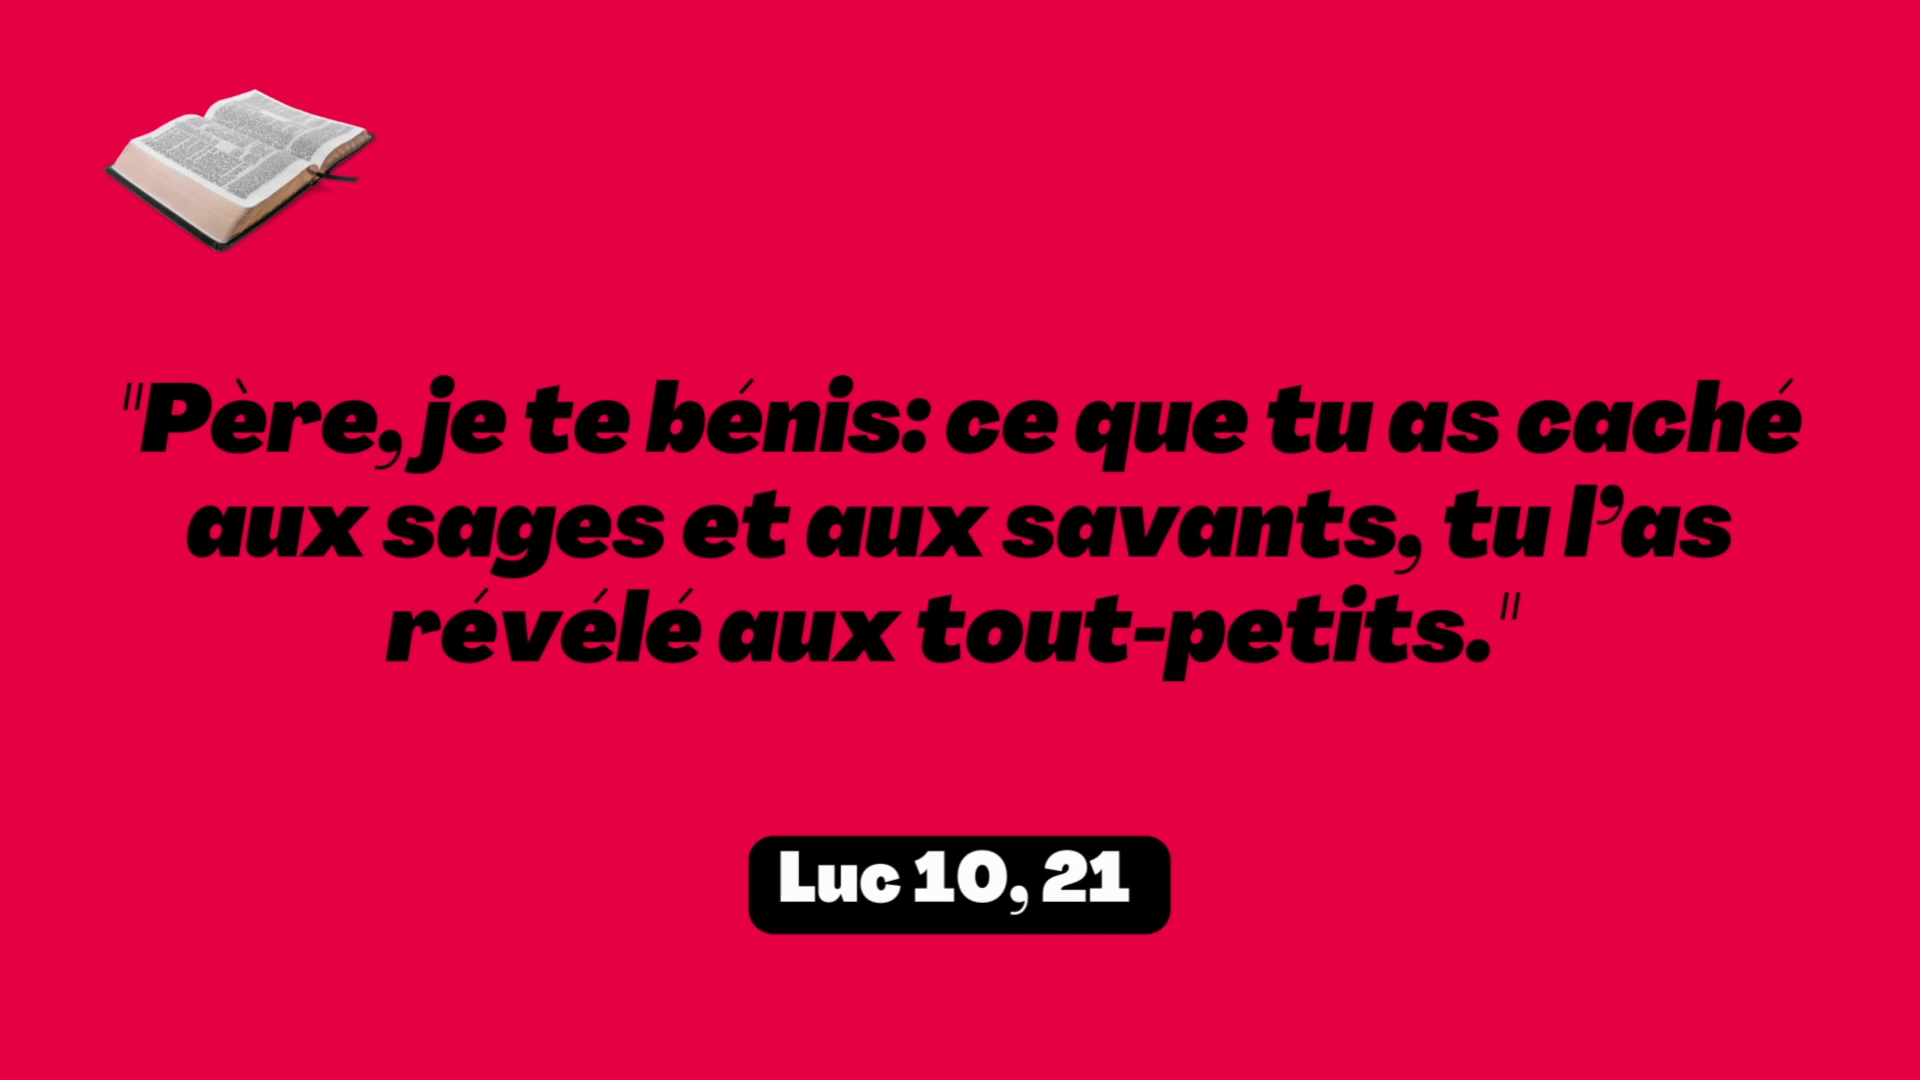 "Père, je te bénis: ce que tu as caché
aux sages et aux savants, tu l’as
révélé aux tout-petits."
Luc 10, 21